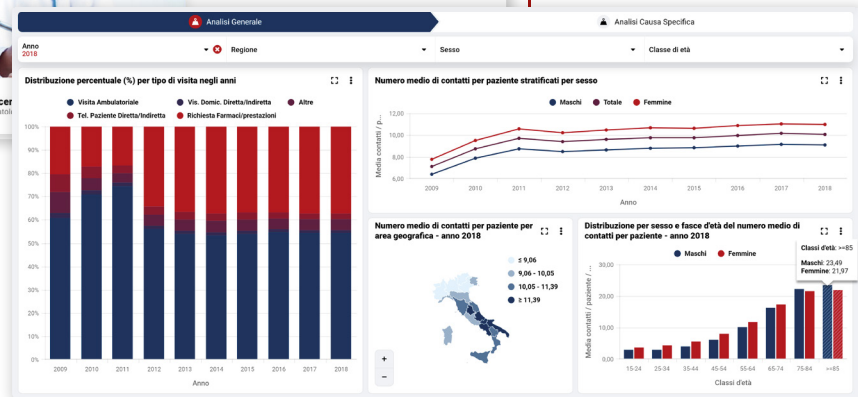 Analisi Generale
Analisi Causa Specifica
Anno
2018
Regione
Sesso
Classe di età
Distribuzione percentuale (%) per tipo di visita negli anni
Visita Ambulatoriale
Vis. Domic. Diretta/Indiretta
Altre
Tel. Paziente Diretta/Indiretta
Richiesta Farmaci/prestazioni
100%
90%
80%
70%
60%
50%
40%
30%
20%
10%
0%
2009 2010 2011 2012 2013 2014 2015 2016 2017 2018
Anno
Numero medio di contatti per paziente stratificati per sesso
Maschi Totale Femmine
Media contatti / p...
12,00
10,00
8,00
6,00
2009 2010 2011 2012 2013 2014 2015 2016 2017 2018
Anno
Numero medio di contatti per paziente per
area geografica - anno 2018
≤ 9,06
9,06 - 10,05
10,05 - 11,39
≥ 11,39
+
−
Distribuzione per sesso e fasce d'età del numero medio di
contatti per paziente - anno 2018
Maschi Femmine
Classi d'età: >=85
Maschi: 23,49
Femmine: 21,97
Media contatti / paziente / ...
30,00
20,00
10,00
0,00
15-24 25-34 35-44 45-54 55-64 65-74 75-84 >=85
Classi d'età